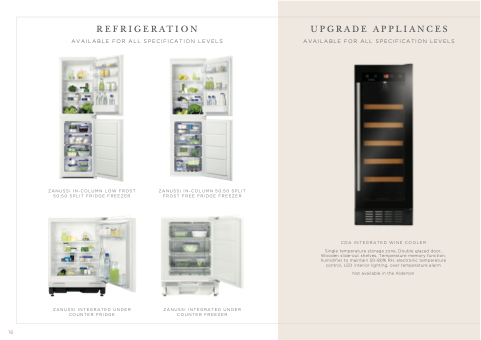 REFRIGERATION
AVAILABLE FOR ALL SPECIFICATION LEVELS
ZANUSSI IN-COLUMN LOW FROST
50:50 SPLIT FRIDGE FREEZER
ZANUSSI IN-COLUMN 50:50 SPLIT
FROST FREE FRIDGE FREEZER
ZANUSSI INTEGRATED UNDER
COUNTER FRIDGE
ZANUSSI INTEGRATED UNDER
COUNTER FREEZER
UPGRADE APPLIANCES
AVAILABLE FOR ALL SPECIFICATION LEVELS
CDA INTEGRATED WINE COOLER
Single temperature storage zone, Double glazed door,
Wooden sliderout shelves, Temperature memory function,
Humidifier to maintain 50-80% RH, electronic temperature
control, LED interior lighting, over temperature alarm
Not available in the Alderton